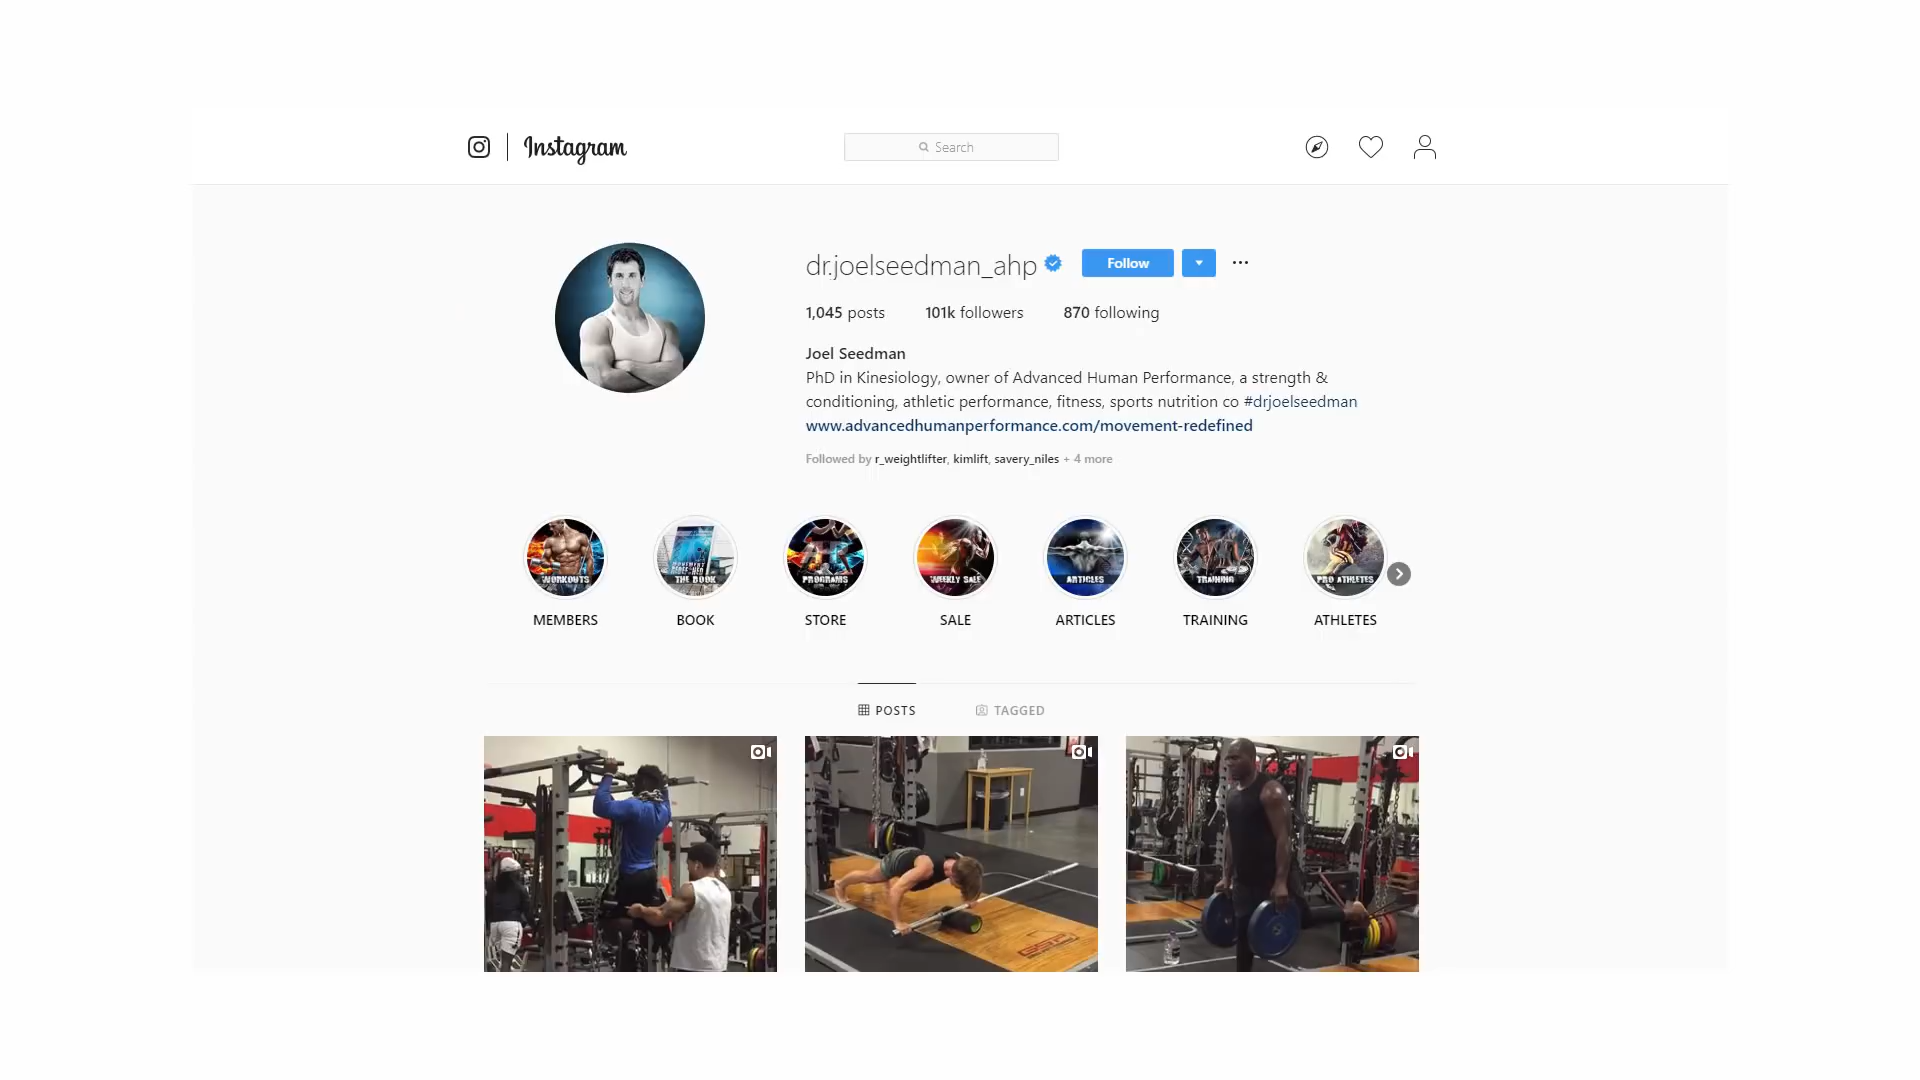 Instagram
Search
dr.joelseedman_ahp
Follow
1,045 posts 101k followers 870 following
Joel Seedman
PhD in Kinesiology, owner of Advanced Human Performance, a strength &
conditioning, athletic performance, fitness, sports nutrition co #drjoelseedman
www.advancedhumanperformance.com/movement-redefined
Followed by r_weightlifter, kimlift, savery_niles + 4 more
WORKOUTS THE BOOK PROGRAMS WEEKLY SALE ARTICLES TRAINING PRO ATHLETES
MEMBERS BOOK STORE SALE ARTICLES TRAINING ATHLETES
POSTS TAGGED